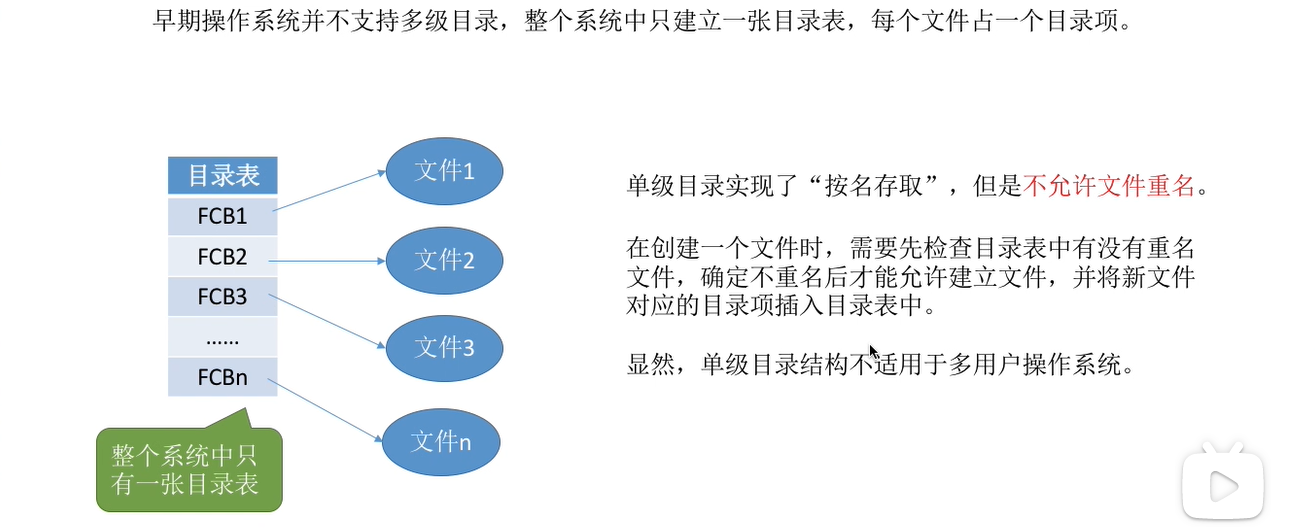 早期操作系统并不支持多级目录，整个系统中只建立一张目录表，每个文件占一个目录项。
目录表
FCB1
FCB2
FCB3
……
FCBn
文件1
文件2
文件3
文件n
整个系统中只
有一张目录表
单级目录实现了“按名存取”，但是不允许文件重名。
在创建一个文件时，需要先检查目录表中有没有重名
文件，确定不重名后才能允许建立文件，并将新文件
对应的目录项插入目录表中。
显然，单级目录结构不适用于多用户操作系统。